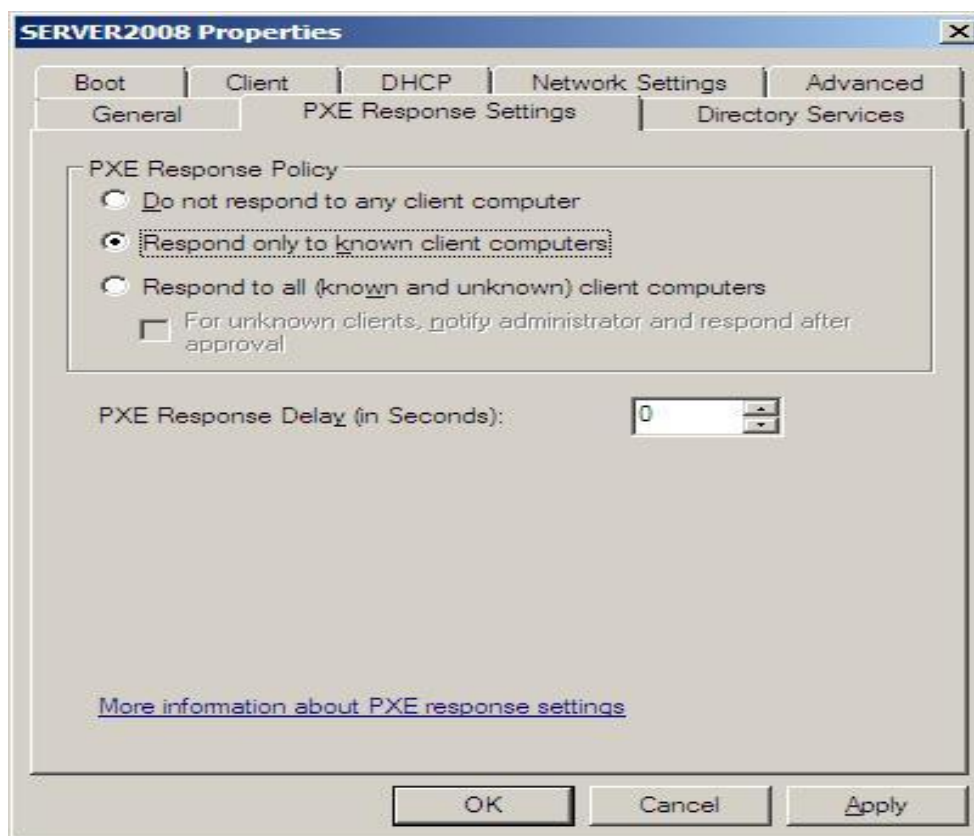 SERVER2008 Properties
Boot
Client
DHCP
Network Settings
Advanced
General
PXE Response Settings
Directory Services
PXE Response Policy
Do not respond to any client computer
Respond only to known client computers
Respond to all (known and unknown) client computers
For unknown clients, notify administrator and respond after
approval
PXE Response Delay (in Seconds):
0
More information about PXE response settings
OK
Cancel
Apply